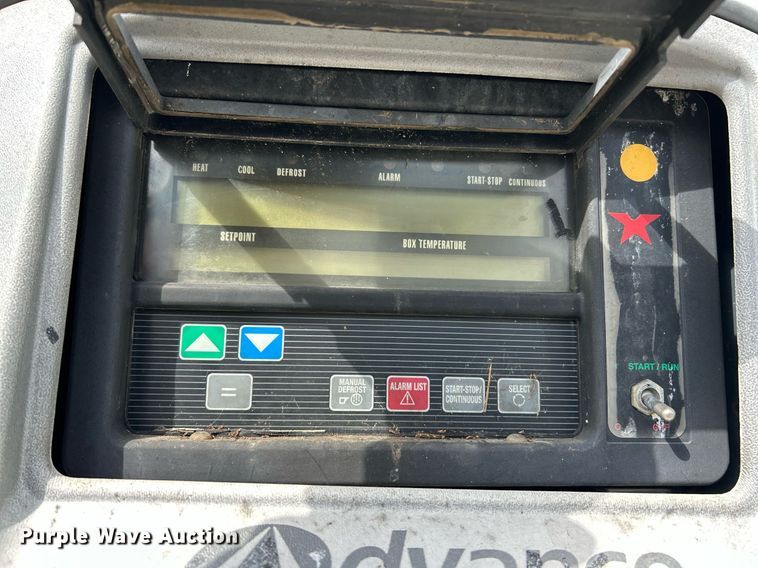 HEAT COOL DEFROST ALARM START-STOP CONTINUOUS
SETPOINT BOX TEMPERATURE
START / RUN
=
MANUAL DEFROST
ALARM LIST
START-STOP/ CONTINUOUS
SELECT
Purple Wave Auction
Advance